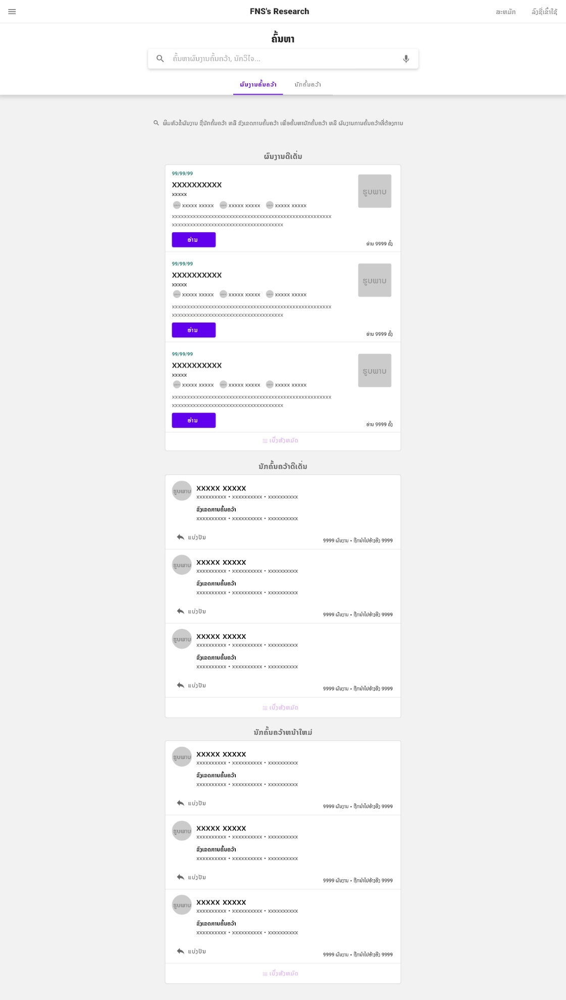 FNS's Research
ສະຫມັກ
ລົງຊື່ເຂົ້າໃຊ້
ຄົ້ນຫາ
ຄົ້ນຫາຜົນງານຄົ້ນຄວ້າ, ນັກວິໄຈ...
ຜົນງານຄົ້ນຄວ້າ
ນັກຄົ້ນຄວ້າ
ພິມຫົວຂໍ້ຜົນງານ ຊື່ນັກຄົ້ນຄວ້າ ຫລື ຂົງເຂດການຄົ້ນຄວ້າ ເພື່ອຄົ້ນຫານັກຄົ້ນຄວ້າ ຫລື ຜົນງານການຄົ້ນຄວ້າທີ່ຕ້ອງການ
ຜົນງານດີເດັ່ນ
99/99/99
XXXXXXXXXX
xxxxx
xxxxx xxxxx xxxxx xxxxx xxxxx xxxxx
xxxxxxxxxxxxxxxxxxxxxxxxxxxxxxxxxxxxxxxxxxxxxxxxxxxxx
xxxxxxxxxxxxxxxxxxxxxxxxxxxxxxxxxxxxx
ຮູບພາບ
ອ່ານ
ອ່ານ 9999 ຄັ້ງ
99/99/99
XXXXXXXXXX
xxxxx
xxxxx xxxxx xxxxx xxxxx xxxxx xxxxx
xxxxxxxxxxxxxxxxxxxxxxxxxxxxxxxxxxxxxxxxxxxxxxxxxxxxx
xxxxxxxxxxxxxxxxxxxxxxxxxxxxxxxxxxxxx
ຮູບພາບ
ອ່ານ
ອ່ານ 9999 ຄັ້ງ
99/99/99
XXXXXXXXXX
xxxxx
xxxxx xxxxx xxxxx xxxxx xxxxx xxxxx
xxxxxxxxxxxxxxxxxxxxxxxxxxxxxxxxxxxxxxxxxxxxxxxxxxxxx
xxxxxxxxxxxxxxxxxxxxxxxxxxxxxxxxxxxxx
ຮູບພາບ
ອ່ານ
ອ່ານ 9999 ຄັ້ງ
ເບິ່ງທັງຫມົດ
ນັກຄົ້ນຄວ້າດີເດັ່ນ
ຮູບພາບ
XXXXX XXXXX
xxxxxxxxxx • xxxxxxxxxx • xxxxxxxxxx
ຂົງເຂດການຄົ້ນຄວ້າ
xxxxxxxxxx • xxxxxxxxxx • xxxxxxxxxx
ແບ່ງປັນ
9999 ຜົນງານ • ຖືກນຳໄປອ້າງອີງ 9999
ຮູບພາບ
XXXXX XXXXX
xxxxxxxxxx • xxxxxxxxxx • xxxxxxxxxx
ຂົງເຂດການຄົ້ນຄວ້າ
xxxxxxxxxx • xxxxxxxxxx • xxxxxxxxxx
ແບ່ງປັນ
9999 ຜົນງານ • ຖືກນຳໄປອ້າງອີງ 9999
ຮູບພາບ
XXXXX XXXXX
xxxxxxxxxx • xxxxxxxxxx • xxxxxxxxxx
ຂົງເຂດການຄົ້ນຄວ້າ
xxxxxxxxxx • xxxxxxxxxx • xxxxxxxxxx
ແບ່ງປັນ
9999 ຜົນງານ • ຖືກນຳໄປອ້າງອີງ 9999
ເບິ່ງທັງຫມົດ
ນັກຄົ້ນຄວ້າຫນ້າໃຫມ່
ຮູບພາບ
XXXXX XXXXX
xxxxxxxxxx • xxxxxxxxxx • xxxxxxxxxx
ຂົງເຂດການຄົ້ນຄວ້າ
xxxxxxxxxx • xxxxxxxxxx • xxxxxxxxxx
ແບ່ງປັນ
9999 ຜົນງານ • ຖືກນຳໄປອ້າງອີງ 9999
ຮູບພາບ
XXXXX XXXXX
xxxxxxxxxx • xxxxxxxxxx • xxxxxxxxxx
ຂົງເຂດການຄົ້ນຄວ້າ
xxxxxxxxxx • xxxxxxxxxx • xxxxxxxxxx
ແບ່ງປັນ
9999 ຜົນງານ • ຖືກນຳໄປອ້າງອີງ 9999
ຮູບພາບ
XXXXX XXXXX
xxxxxxxxxx • xxxxxxxxxx • xxxxxxxxxx
ຂົງເຂດການຄົ້ນຄວ້າ
xxxxxxxxxx • xxxxxxxxxx • xxxxxxxxxx
ແບ່ງປັນ
9999 ຜົນງານ • ຖືກນຳໄປອ້າງອີງ 9999
ເບິ່ງທັງຫມົດ